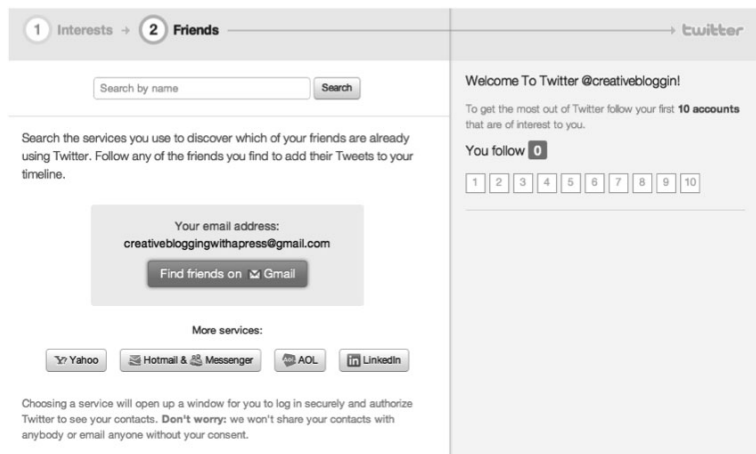 1 Interests → 2 Friends → twitter
Search by name Search
Search the services you use to discover which of your friends are already
using Twitter. Follow any of the friends you find to add their Tweets to your
timeline.
Your email address:
creativebloggingwithapress@gmail.com
Find friends on Gmail
More services:
Y? Yahoo Hotmail & Messenger AOL in LinkedIn
Choosing a service will open up a window for you to log in securely and authorize
Twitter to see your contacts. Don't worry: we won't share your contacts with
anybody or email anyone without your consent.
Welcome To Twitter @creativebloggin!
To get the most out of Twitter follow your first 10 accounts
that are of interest to you.
You follow 0
1 2 3 4 5 6 7 8 9 10